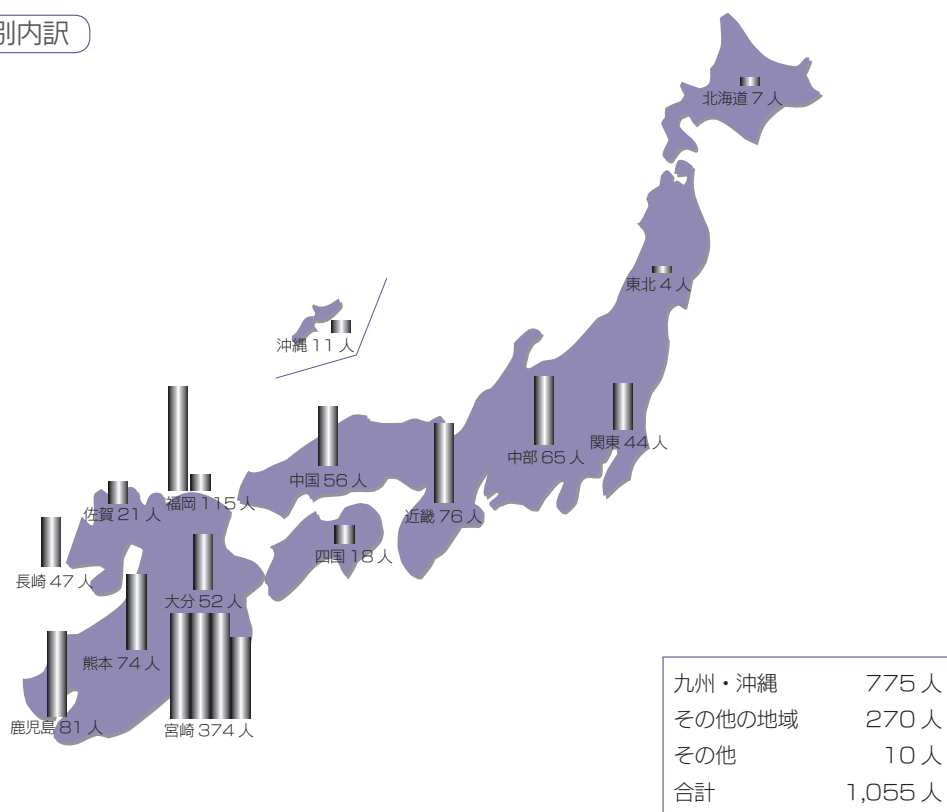 別内訳
北海道 7 人
東北 4 人
沖縄 11 人
関東 44 人
中部 65 人
中国 56 人
福岡 115 人
佐賀 21 人
近畿 76 人
四国 18 人
長崎 47 人
大分 52 人
熊本 74 人
鹿児島 81 人
宮崎 374 人
九州・沖縄 775 人
その他の地域 270 人
その他 10 人
合計 1,055 人